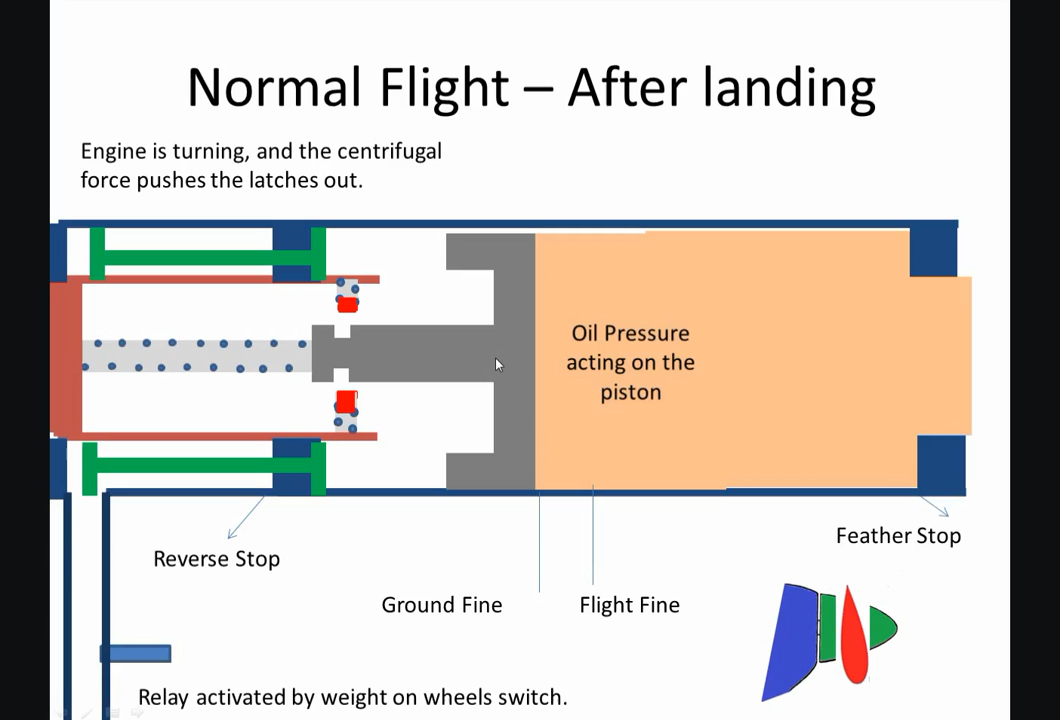 Normal Flight – After landing
Engine is turning, and the centrifugal
force pushes the latches out.
Oil Pressure
acting on the
piston
Feather Stop
Reverse Stop
Ground Fine
Flight Fine
Relay activated by weight on wheels switch.